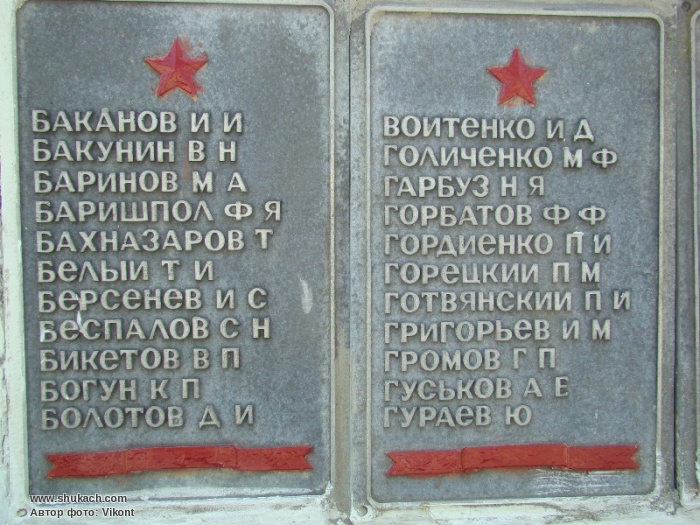 БАКАНОВ И И
БАКУНИН В Н
БАРИНОВ М А
БАРИШПОЛ Ф Я
БАХНАЗАРОВ Т
БЕЛЫИ Т И
БЕРСЕНЕВ И С
БЕСПАЛОВ С Н
БИКЕТОВ В П
БОГУН К П
БОЛОТОВ Д И
ВОИТЕНКО И Д
ГОЛИЧЕНКО М Ф
ГАРБУЗ Н Я
ГОРБАТОВ Ф Ф
ГОРДИЕНКО П И
ГОРЕЦКИИ П М
ГОТВЯНСКИИ П И
ГРИГОРЬЕВ И М
ГРОМОВ Г П
ГУСЬКОВ А Е
ГУРАЕВ Ю
www.shukach.com
Автор фото: Vikont